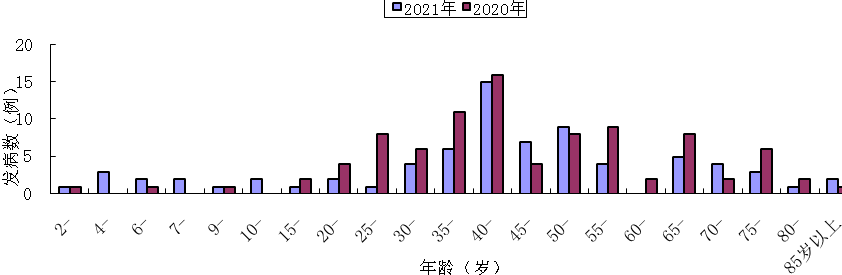 2021年 2020年
发病数（例）
20
15
10
5
0
2- 4- 6- 7- 9- 10- 15- 20- 25- 30- 35- 40- 45- 50- 55- 60- 65- 70- 75- 80- 85岁以上
年龄（岁）